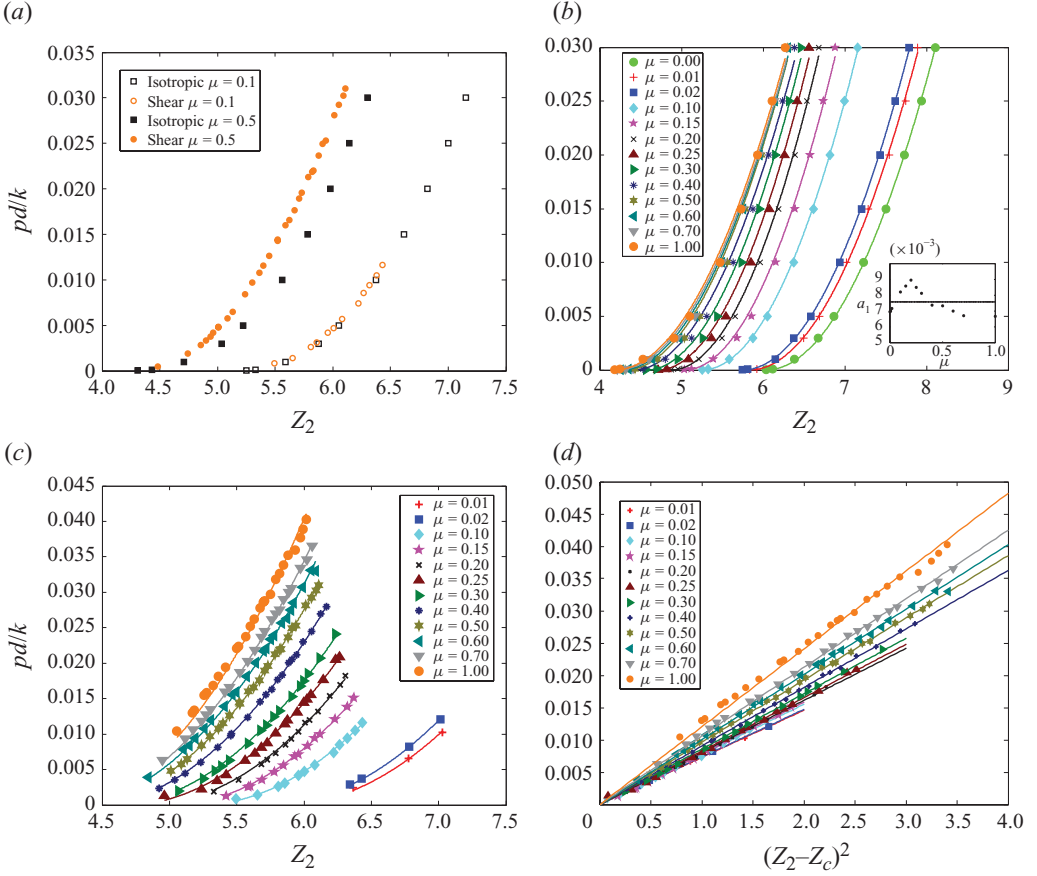 (a)
0.035
0.030
0.025
0.020
0.015
0.010
0.005
0
pd/k
Isotropic μ = 0.1
Shear μ = 0.1
Isotropic μ = 0.5
Shear μ = 0.5
4.0 4.5 5.0 5.5 6.0 6.5 7.0 7.5
Z2
(b)
0.030
0.025
0.020
0.015
0.010
0.005
0
μ = 0.00
μ = 0.01
μ = 0.02
μ = 0.10
μ = 0.15
μ = 0.20
μ = 0.25
μ = 0.30
μ = 0.40
μ = 0.50
μ = 0.60
μ = 0.70
μ = 1.00
(×10−3)
9
8
7
6
5
a1
0 0.5 1.0
μ
4 5 6 7 8 9
Z2
(c)
0.045
0.040
0.035
0.030
0.025
0.020
0.015
0.010
0.005
0
pd/k
μ = 0.01
μ = 0.02
μ = 0.10
μ = 0.15
μ = 0.20
μ = 0.25
μ = 0.30
μ = 0.40
μ = 0.50
μ = 0.60
μ = 0.70
μ = 1.00
4.5 5.0 5.5 6.0 6.5 7.0 7.5
Z2
(d)
0.050
0.045
0.040
0.035
0.030
0.025
0.020
0.015
0.010
0.005
μ = 0.01
μ = 0.02
μ = 0.10
μ = 0.15
μ = 0.20
μ = 0.25
μ = 0.30
μ = 0.40
μ = 0.50
μ = 0.60
μ = 0.70
μ = 1.00
0 0.5 1.0 1.5 2.0 2.5 3.0 3.5 4.0
(Z2–Zc)2